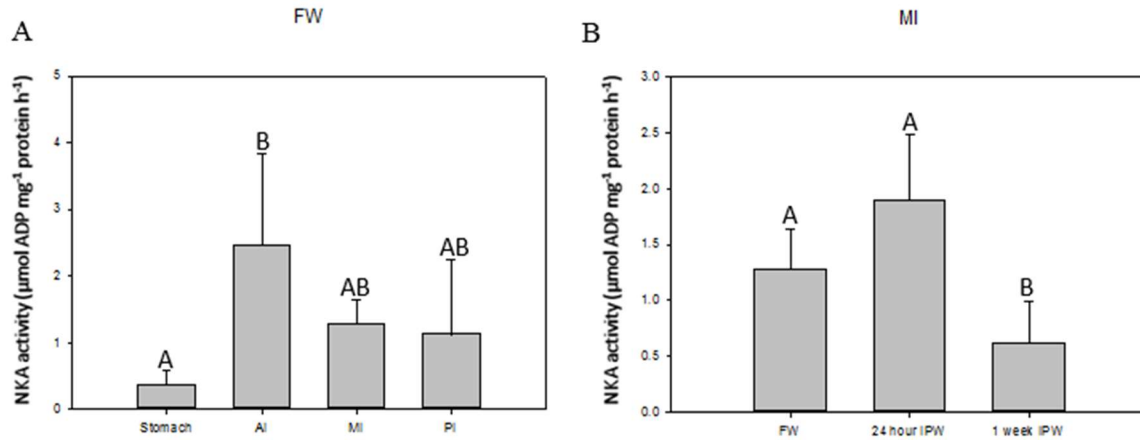 FW
A
NKA activity (μmol ADP mg⁻¹ protein h⁻¹)
5
4
3
2
1
0
A
B
AB
AB
Stomach
AI
MI
PI
MI
B
NKA activity (μmol ADP mg⁻¹ protein h⁻¹)
3.0
2.5
2.0
1.5
1.0
0.5
0.0
A
A
B
FW
24 hour IPW
1 week IPW